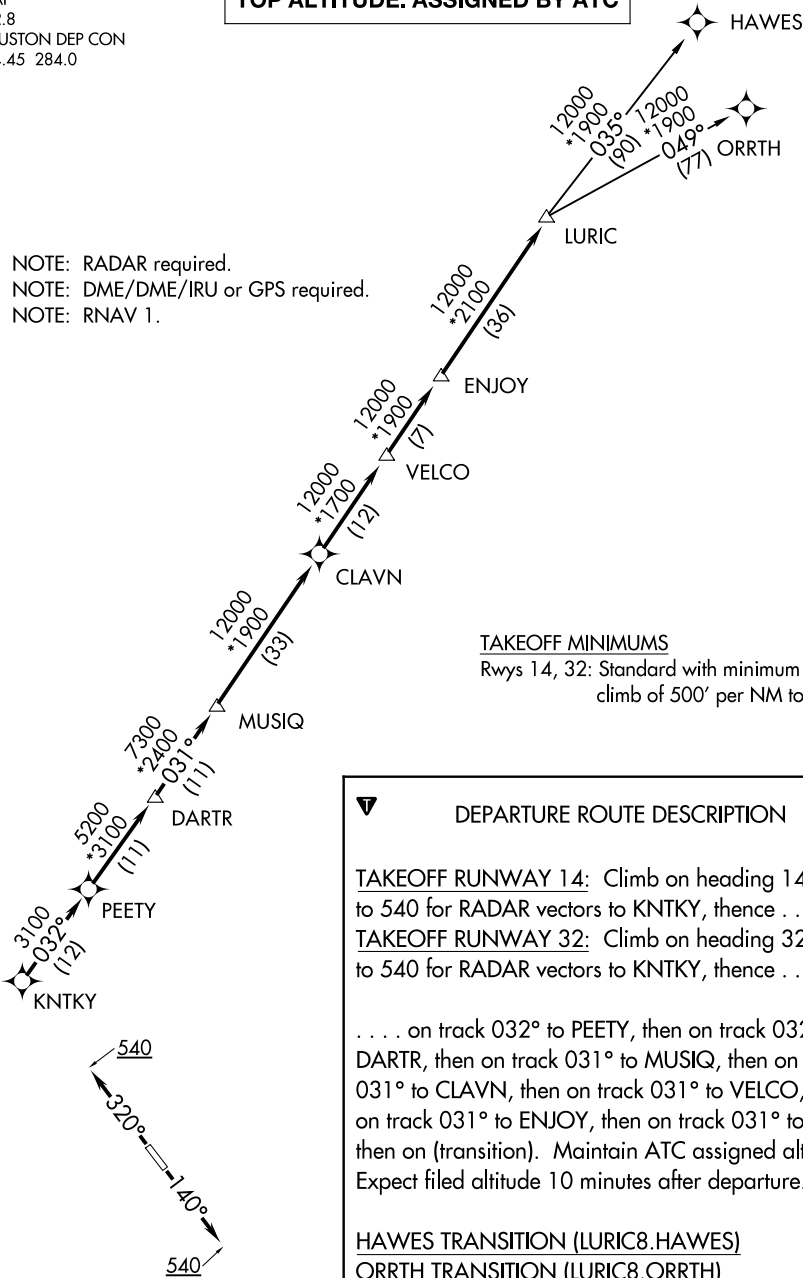 2.8
USTON DEP CON
.45 284.0
TOP ALTITUDE: ASSIGNED BY ATC
HAWES
12000
*1900
035°
(90)
12000
*1900
049°
(77)
ORRTH
LURIC
NOTE: RADAR required.
NOTE: DME/DME/IRU or GPS required.
NOTE: RNAV 1.
12000
*2100
(36)
ENJOY
12000
*1900
(7)
VELCO
12000
*1700
(12)
CLAVN
12000
*1900
(33)
TAKEOFF MINIMUMS
Rwys 14, 32: Standard with minimum
climb of 500' per NM to
MUSIQ
7300
*2400
031°
(11)
DARTR
5200
*3100
(11)
PEETY
3100
032°
(12)
KNTKY
540
320°
140°
540
T
DEPARTURE ROUTE DESCRIPTION
TAKEOFF RUNWAY 14: Climb on heading 14
to 540 for RADAR vectors to KNTKY, thence . .
TAKEOFF RUNWAY 32: Climb on heading 32
to 540 for RADAR vectors to KNTKY, thence . .
. . . . on track 032° to PEETY, then on track 032
DARTR, then on track 031° to MUSIQ, then on
031° to CLAVN, then on track 031° to VELCO,
on track 031° to ENJOY, then on track 031° to
then on (transition). Maintain ATC assigned alt
Expect filed altitude 10 minutes after departure.
HAWES TRANSITION (LURIC8.HAWES)
ORRTH TRANSITION (LURIC8.ORRTH)